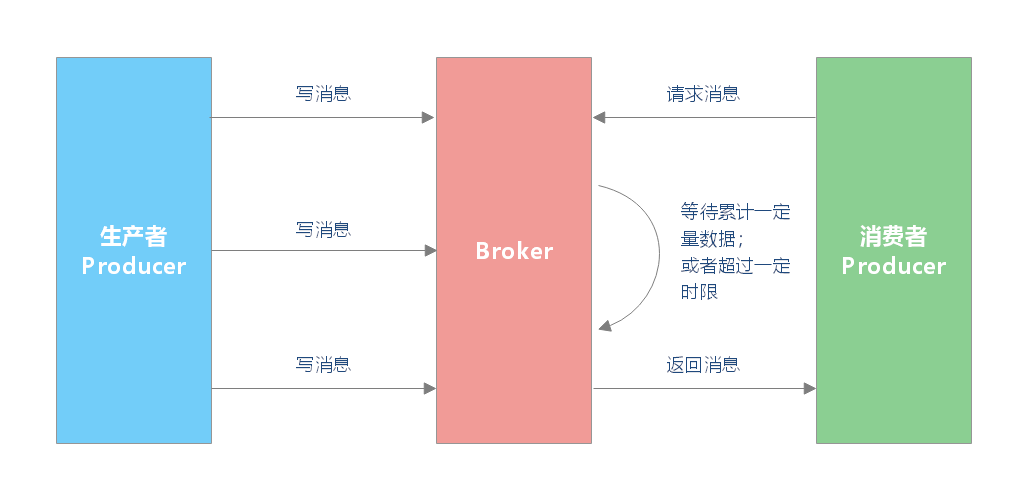 写消息
请求消息
生产者
Producer
写消息
Broker
等待累计一定
量数据；
或者超过一定
时限
消费者
Producer
写消息
返回消息